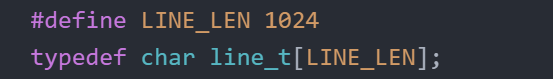 #define LINE_LEN 1024
typedef char line_t[LINE_LEN];